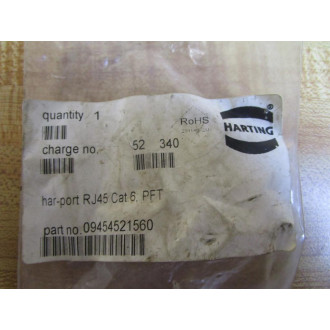 quantity 1
RoHS
HARTING
charge no. 52 340
har-port RJ45 Cat 6, PFT
part no.09454521560